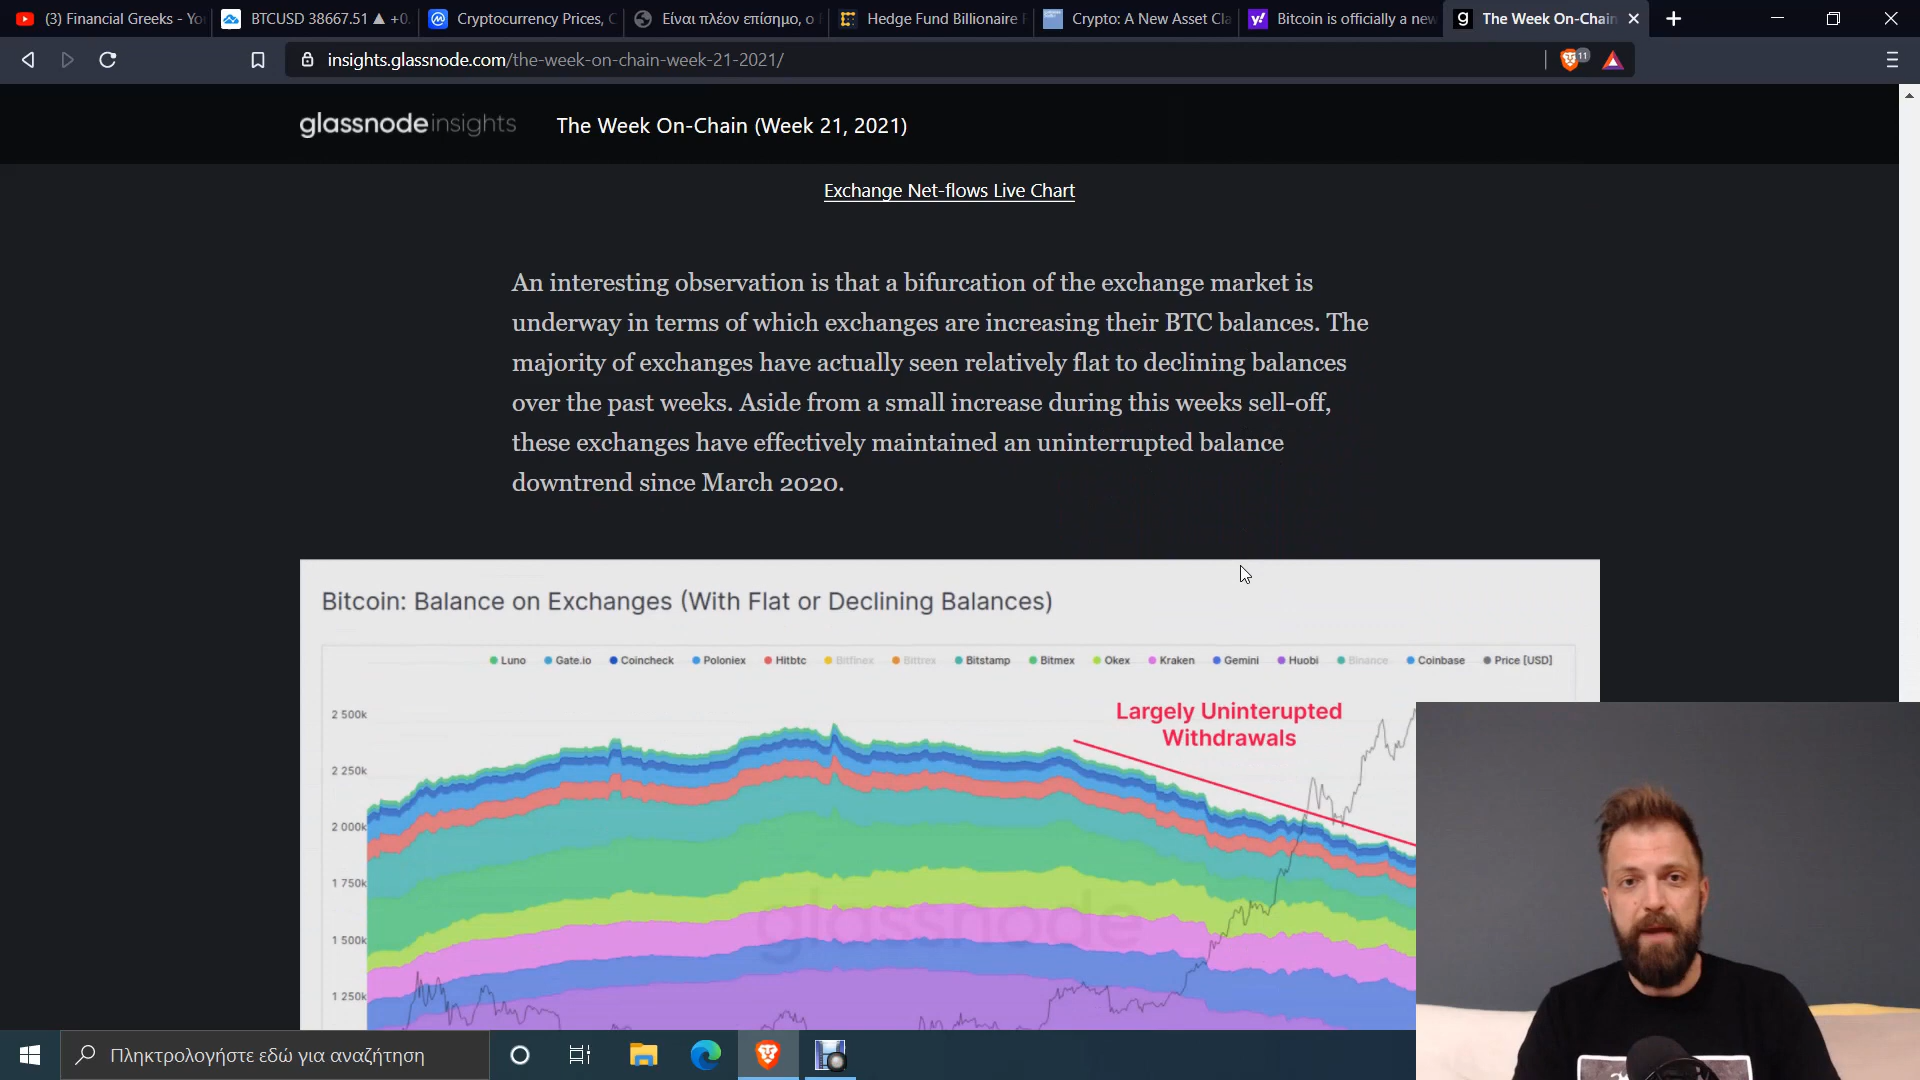 (3) Financial Greeks - Yo
BTCUSD 38667.51 ▲ +0.
Cryptocurrency Prices, C
Είναι πλέον επίσημο, ο
Hedge Fund Billionaire
Crypto: A New Asset Cla
Bitcoin is officially a new
The Week On-Chain
insights.glassnode.com/the-week-on-chain-week-21-2021/
11
glassnodeinsights
The Week On-Chain (Week 21, 2021)
Exchange Net-flows Live Chart
An interesting observation is that a bifurcation of the exchange market is
underway in terms of which exchanges are increasing their BTC balances. The
majority of exchanges have actually seen relatively flat to declining balances
over the past weeks. Aside from a small increase during this weeks sell-off,
these exchanges have effectively maintained an uninterrupted balance
downtrend since March 2020.
Bitcoin: Balance on Exchanges (With Flat or Declining Balances)
Luno Gate.io Coincheck Poloniex Hitbtc Bitfinex Bittrex Bitstamp Bitmex Okex Kraken Gemini Huobi Binance Coinbase Price [USD]
Largely Uninterupted
Withdrawals
2 500k
2 250k
2 000k
1 750k
1 500k
1 250k
glassnode
Πληκτρολογήστε εδώ για αναζήτηση